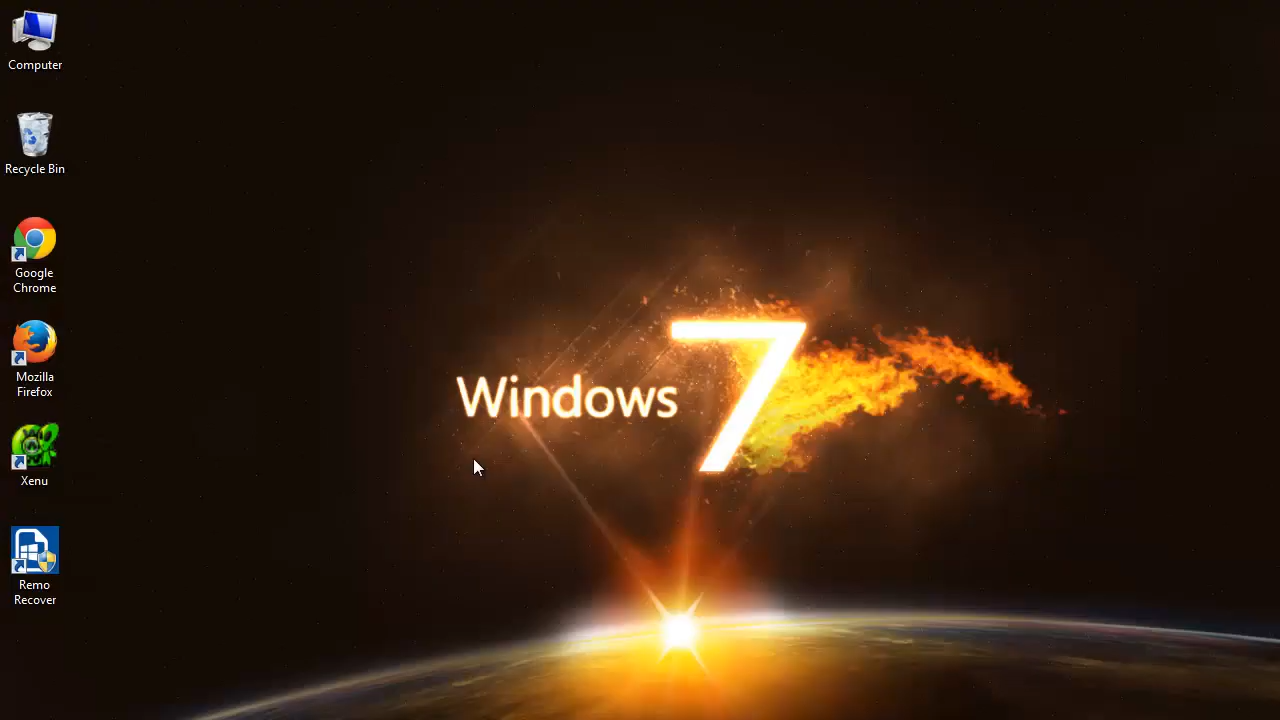 Computer
Recycle Bin
Google
Chrome
Mozilla
Firefox
Xenu
Remo
Recover
Windows 7